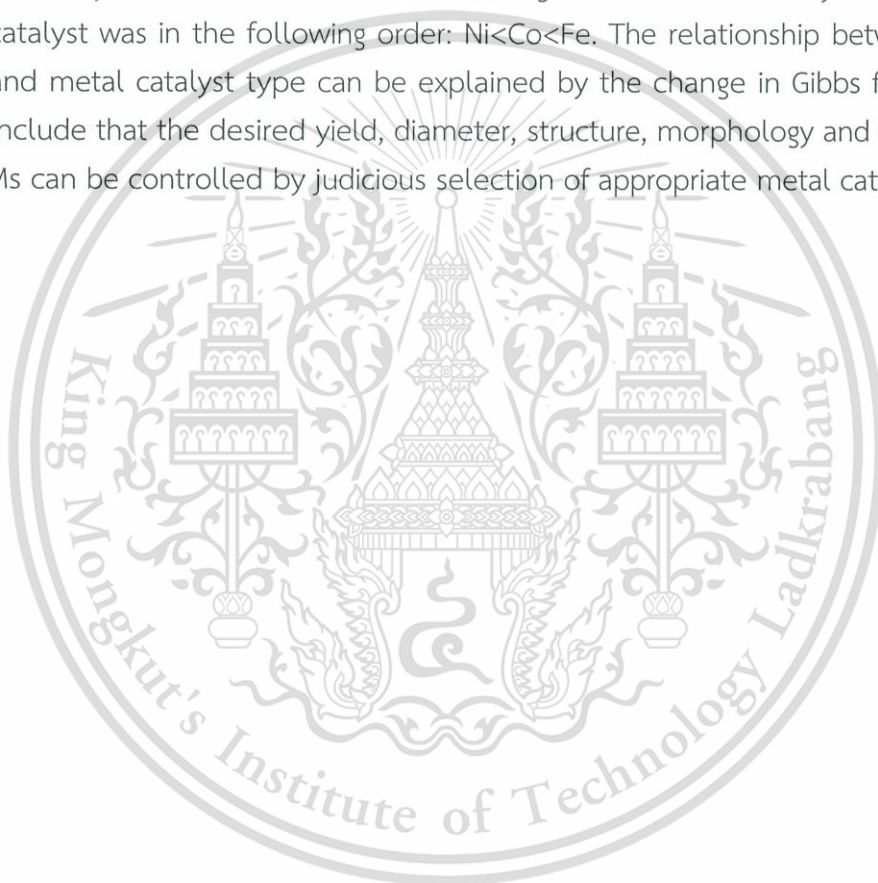 catalyst was in the following order: Ni<Co<Fe. The relationship betw
and metal catalyst type can be explained by the change in Gibbs f
nclude that the desired yield, diameter, structure, morphology and
Ms can be controlled by judicious selection of appropriate metal cat
King Mongkut's Institute of Technology Ladkrabang